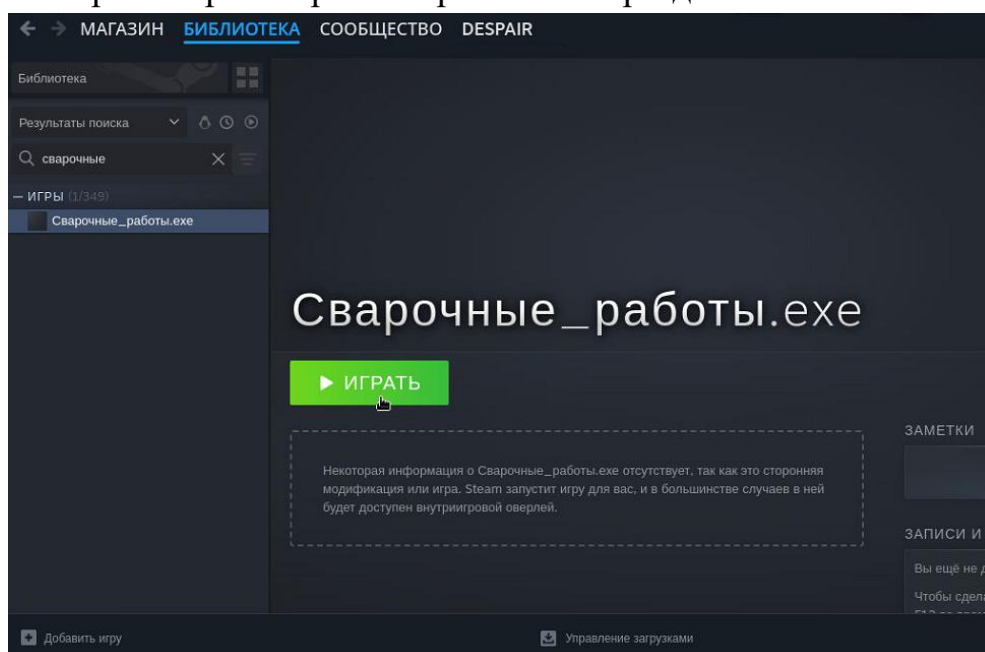 МАГАЗИН БИБЛИОТЕКА СООБЩЕСТВО DESPAIR
Библиотека
Результаты поиска
сварочные
— ИГРЫ (1/349)
Сварочные_работы.exe
Сварочные_работы.exe
ИГРАТЬ
Некоторая информация о Сварочные_работы.exe отсутствует, так как это сторонняя
модификация или игра. Steam запустит игру для вас, и в большинстве случаев в ней
будет доступен внутриигровой оверлей.
ЗАМЕТКИ
ЗАПИСИ И
Вы ещё не
Чтобы
Добавить игру
Управление загрузками